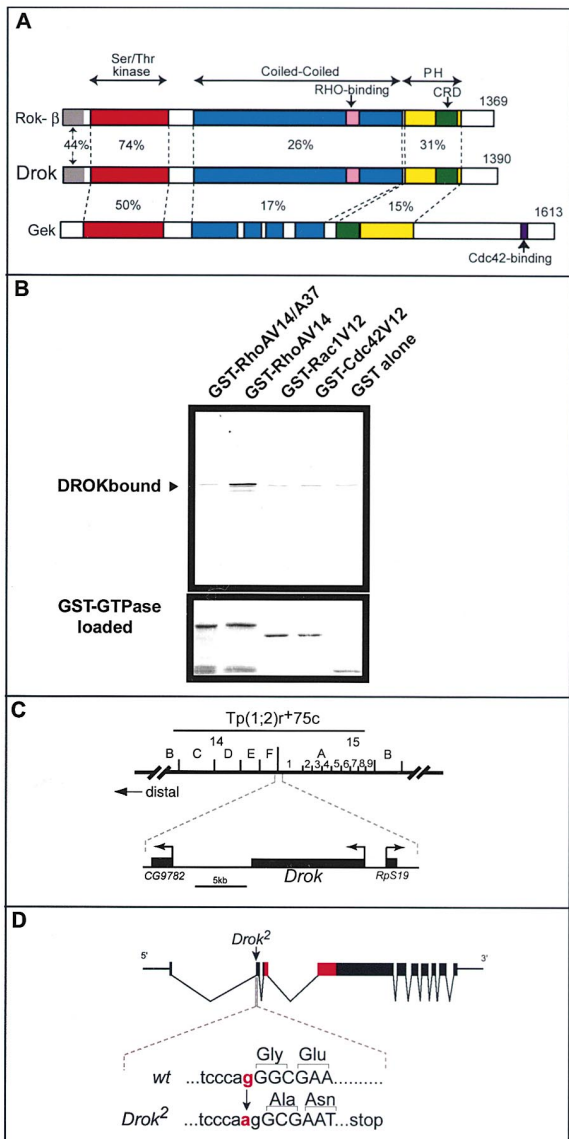 A
Ser/Thr
kinase
Coiled-Coiled
PH
RHO-binding
CRD
Rok- β
1369
44%
74%
26%
31%
Drok
1390
50%
17%
15%
Gek
1613
Cdc42-binding
B
GST-RhoAV14/A37
GST-RhoAV14
GST-Rac1V12
GST-Cdc42V12
GST alone
DROKbound
GST-GTPase
loaded
C
Tp(1;2)r+75c
14 15
B C D E F A B
1 2 3 4 5 6 7 8 9
distal
CG9782
5kb
Drok
RpS19
D
Drok²
5' 3'
Gly Glu
wt ...tcccagGGCGAA..........
Ala Asn
Drok² ...tcccaagGCGAAT...stop